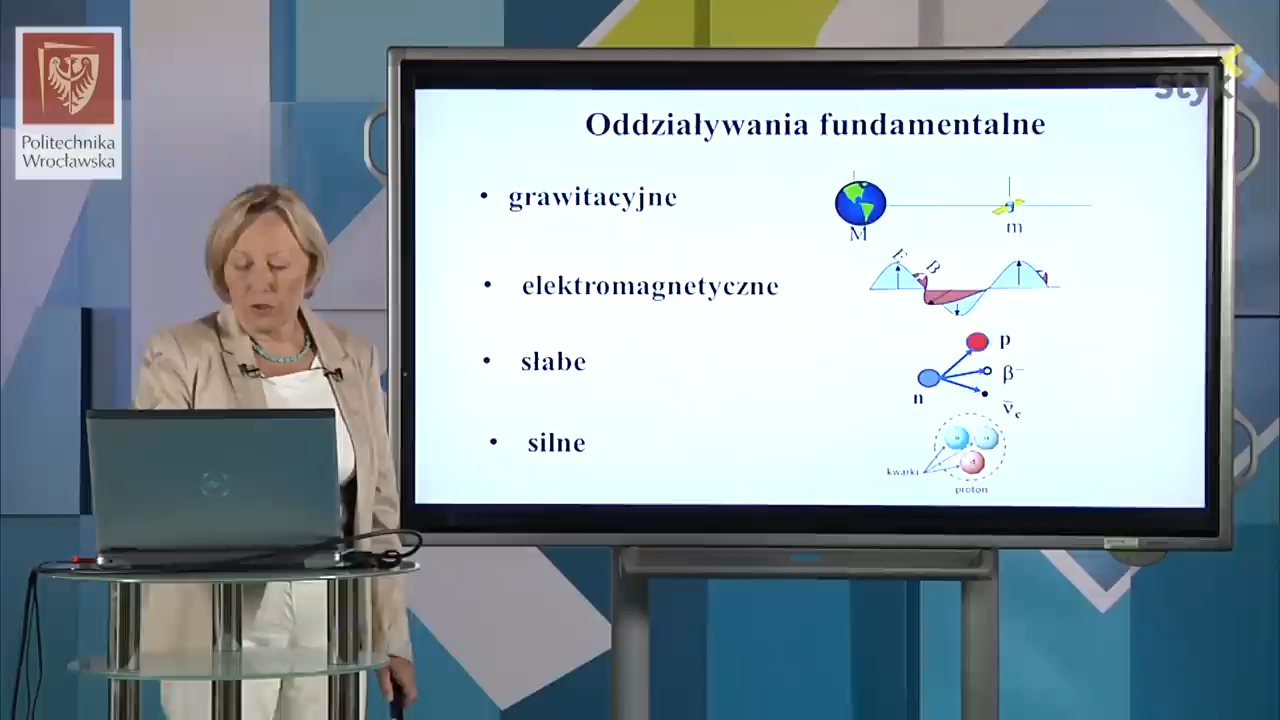 Politechnika
Wrocławska
styk
Oddziaływania fundamentalne
• grawitacyjne
M
m
• elektromagnetyczne
E
B
• słabe
n
p
β⁻
ν̅e
• silne
kwarki
u
u
d
proton